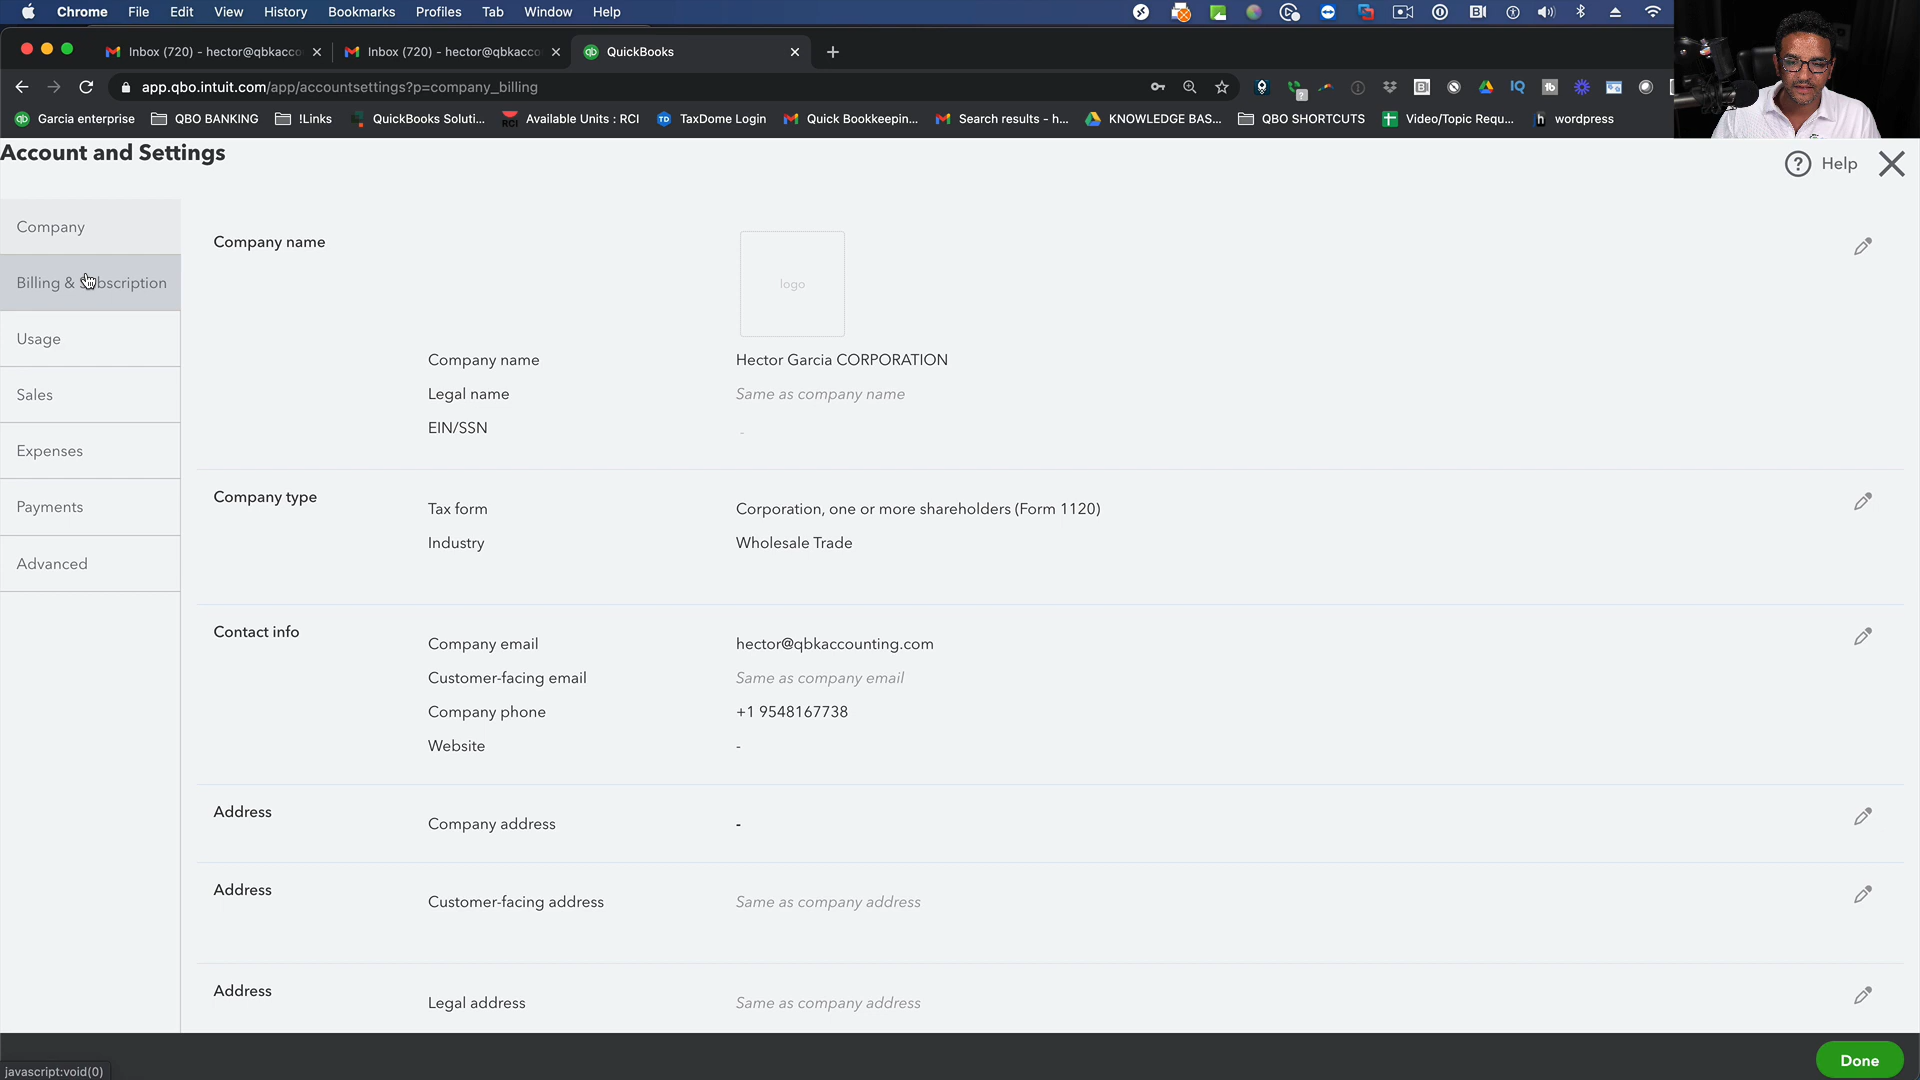 Chrome File Edit View History Bookmarks Profiles Tab Window Help
Inbox (720) - hector@qbkacco Inbox (720) - hector@qbkacco QuickBooks
app.qbo.intuit.com/app/accountsettings?p=company_billing
Garcia enterprise QBO BANKING !Links QuickBooks Soluti... Available Units : RCI TaxDome Login Quick Bookkeepin... Search results - h... KNOWLEDGE BAS... QBO SHORTCUTS Video/Topic Requ... wordpress
Account and Settings
Help
Company
Billing & Subscription
Usage
Sales
Expenses
Payments
Advanced
Company name
logo
Company name Hector Garcia CORPORATION
Legal name Same as company name
EIN/SSN -
Company type
Tax form Corporation, one or more shareholders (Form 1120)
Industry Wholesale Trade
Contact info
Company email hector@qbkaccounting.com
Customer-facing email Same as company email
Company phone +1 9548167738
Website -
Address
Company address -
Address
Customer-facing address Same as company address
Address
Legal address Same as company address
javascript:void(0)
Done